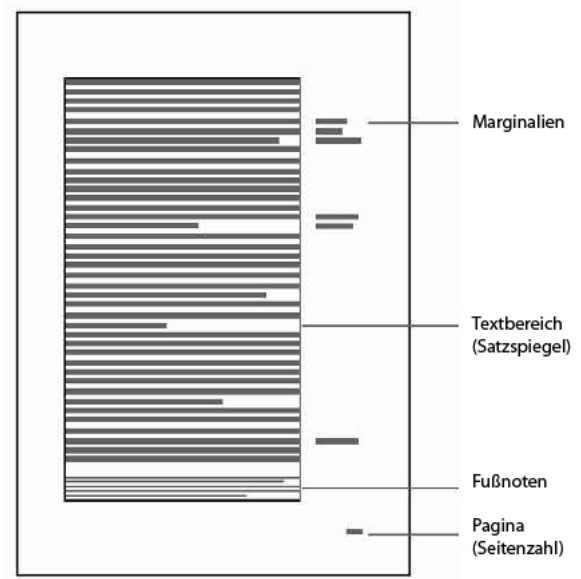 Marginalien
Textbereich
(Satzspiegel)
Fußnoten
Pagina
(Seitenzahl)